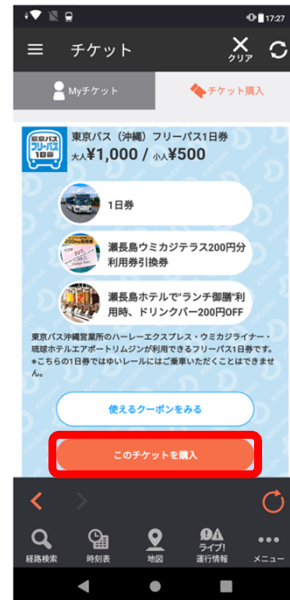 17:27
チケット
クリア
Myチケット
チケット購入
東京バス
フリーパス
1日券
東京バス（沖縄）フリーパス1日券
大人¥1,000 / 小人¥500
1日券
瀬長島ウミカジテラス200円分
利用券引換券
瀬長島ホテルで"ランチ御膳"利
用時、ドリンクバー200円OFF
東京バス沖縄営業所のハーレーエクスプレス・ウミカジライナー・
琉球ホテルエアポートリムジンが利用できるフリーパス1日券です。
*こちらの1日券ではゆいレールにはご乗車いただくことはできませ
ん。
使えるクーポンをみる
このチケットを購入
経路検索
時刻表
地図
ライブ!
運行情報
メニュー